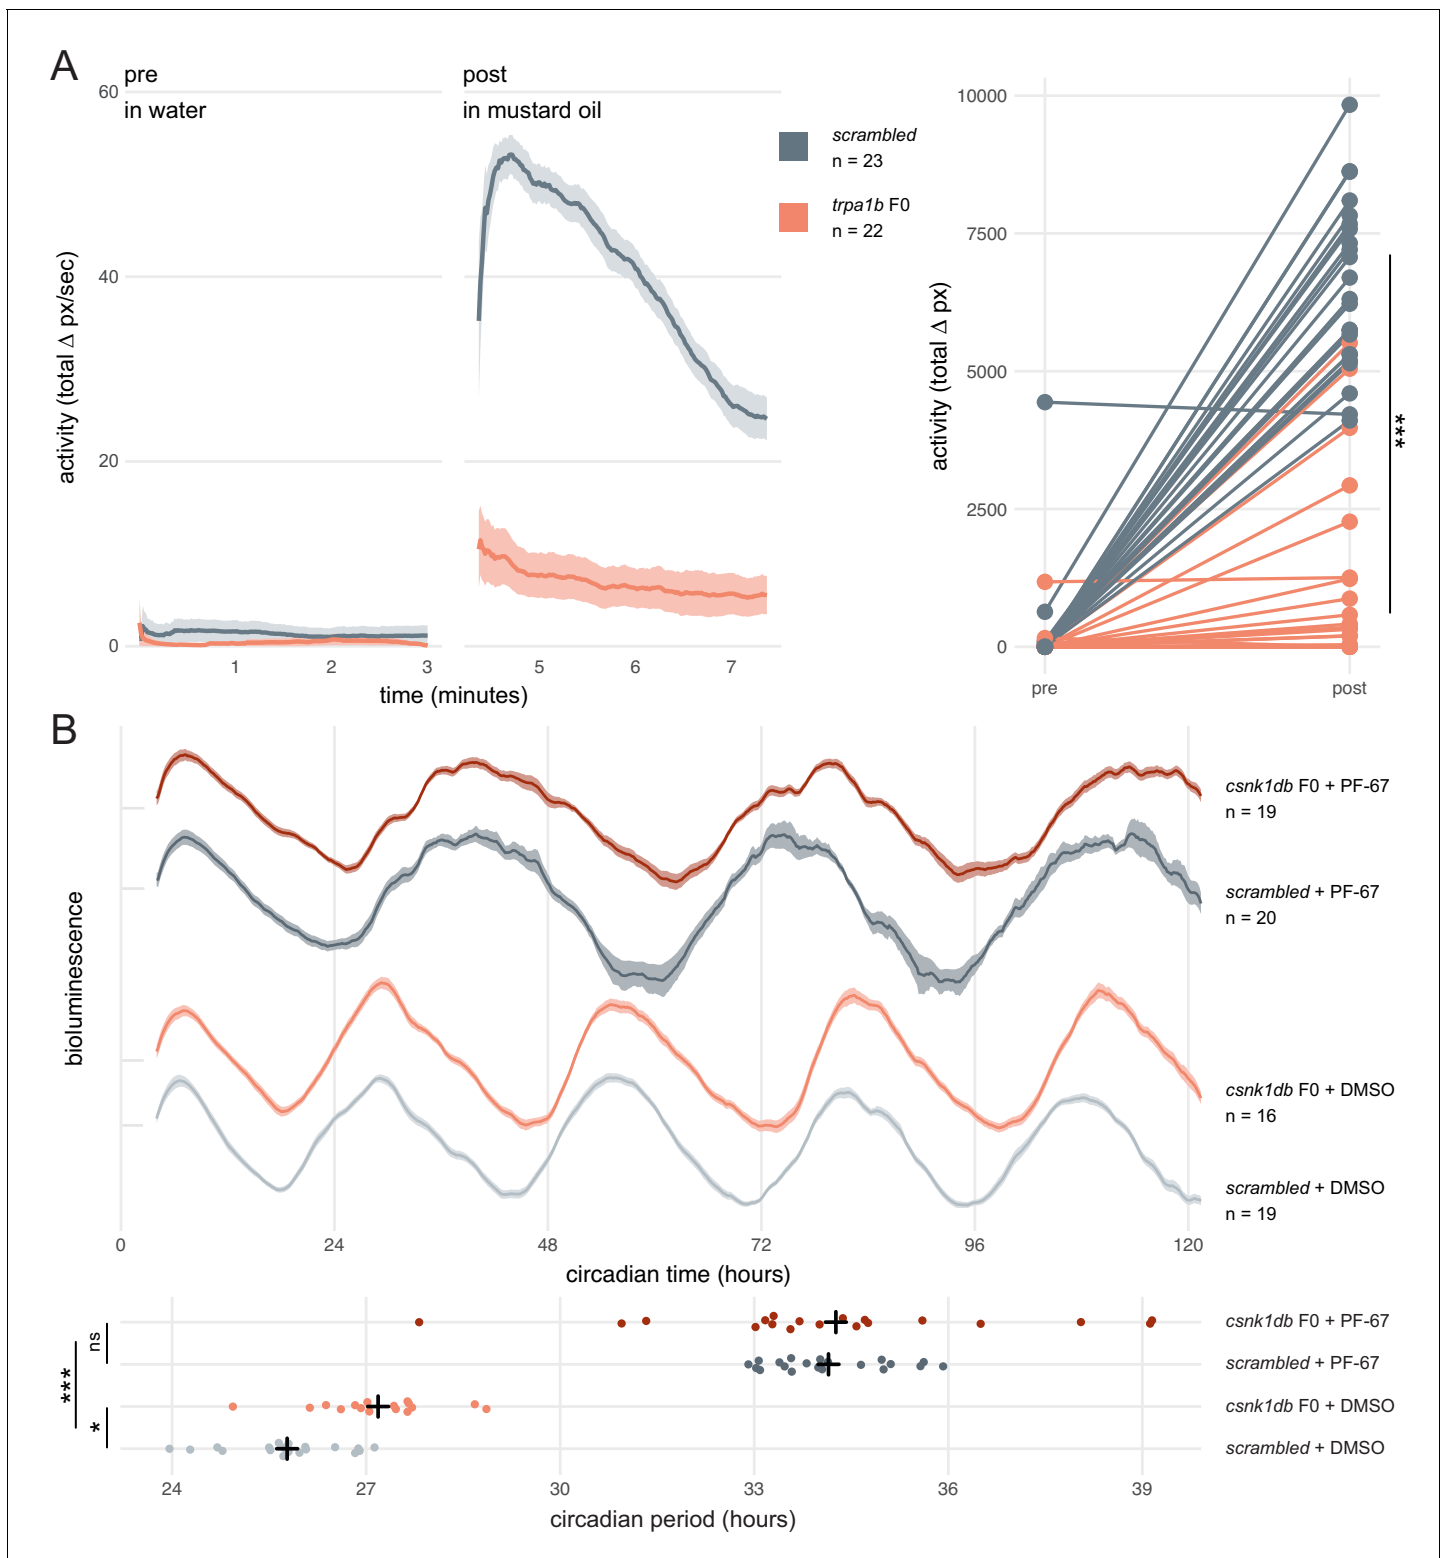 A
pre
in water
post
in mustard oil
scrambled
n = 23
trpa1b F0
n = 22
activity (total Δ px/sec)
60
40
20
0
1
2
3
5
6
7
time (minutes)
activity (total Δ px)
10000
7500
5000
2500
0
pre
post
***
B
bioluminescence
csnk1db F0 + PF-67
n = 19
scrambled + PF-67
n = 20
csnk1db F0 + DMSO
n = 16
scrambled + DMSO
n = 19
0
24
48
72
96
120
circadian time (hours)
ns
***
*
csnk1db F0 + PF-67
scrambled + PF-67
csnk1db F0 + DMSO
scrambled + DMSO
24
27
30
33
36
39
circadian period (hours)